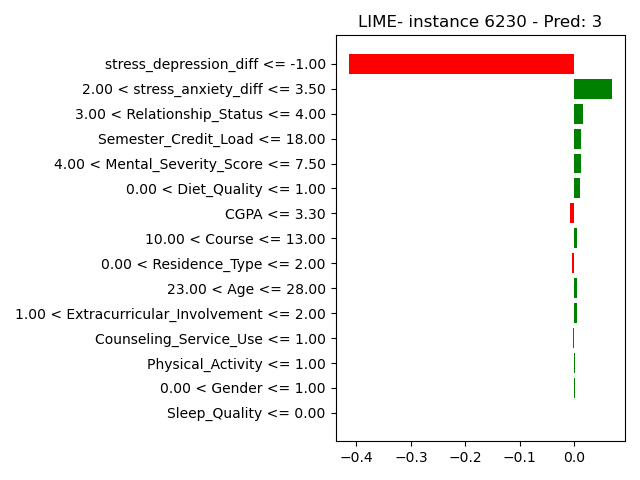 LIME- instance 6230 - Pred: 3
stress_depression_diff <= -1.00
2.00 < stress_anxiety_diff <= 3.50
3.00 < Relationship_Status <= 4.00
Semester_Credit_Load <= 18.00
4.00 < Mental_Severity_Score <= 7.50
0.00 < Diet_Quality <= 1.00
CGPA <= 3.30
10.00 < Course <= 13.00
0.00 < Residence_Type <= 2.00
23.00 < Age <= 28.00
1.00 < Extracurricular_Involvement <= 2.00
Counseling_Service_Use <= 1.00
Physical_Activity <= 1.00
0.00 < Gender <= 1.00
Sleep_Quality <= 0.00
−0.4 −0.3 −0.2 −0.1 0.0